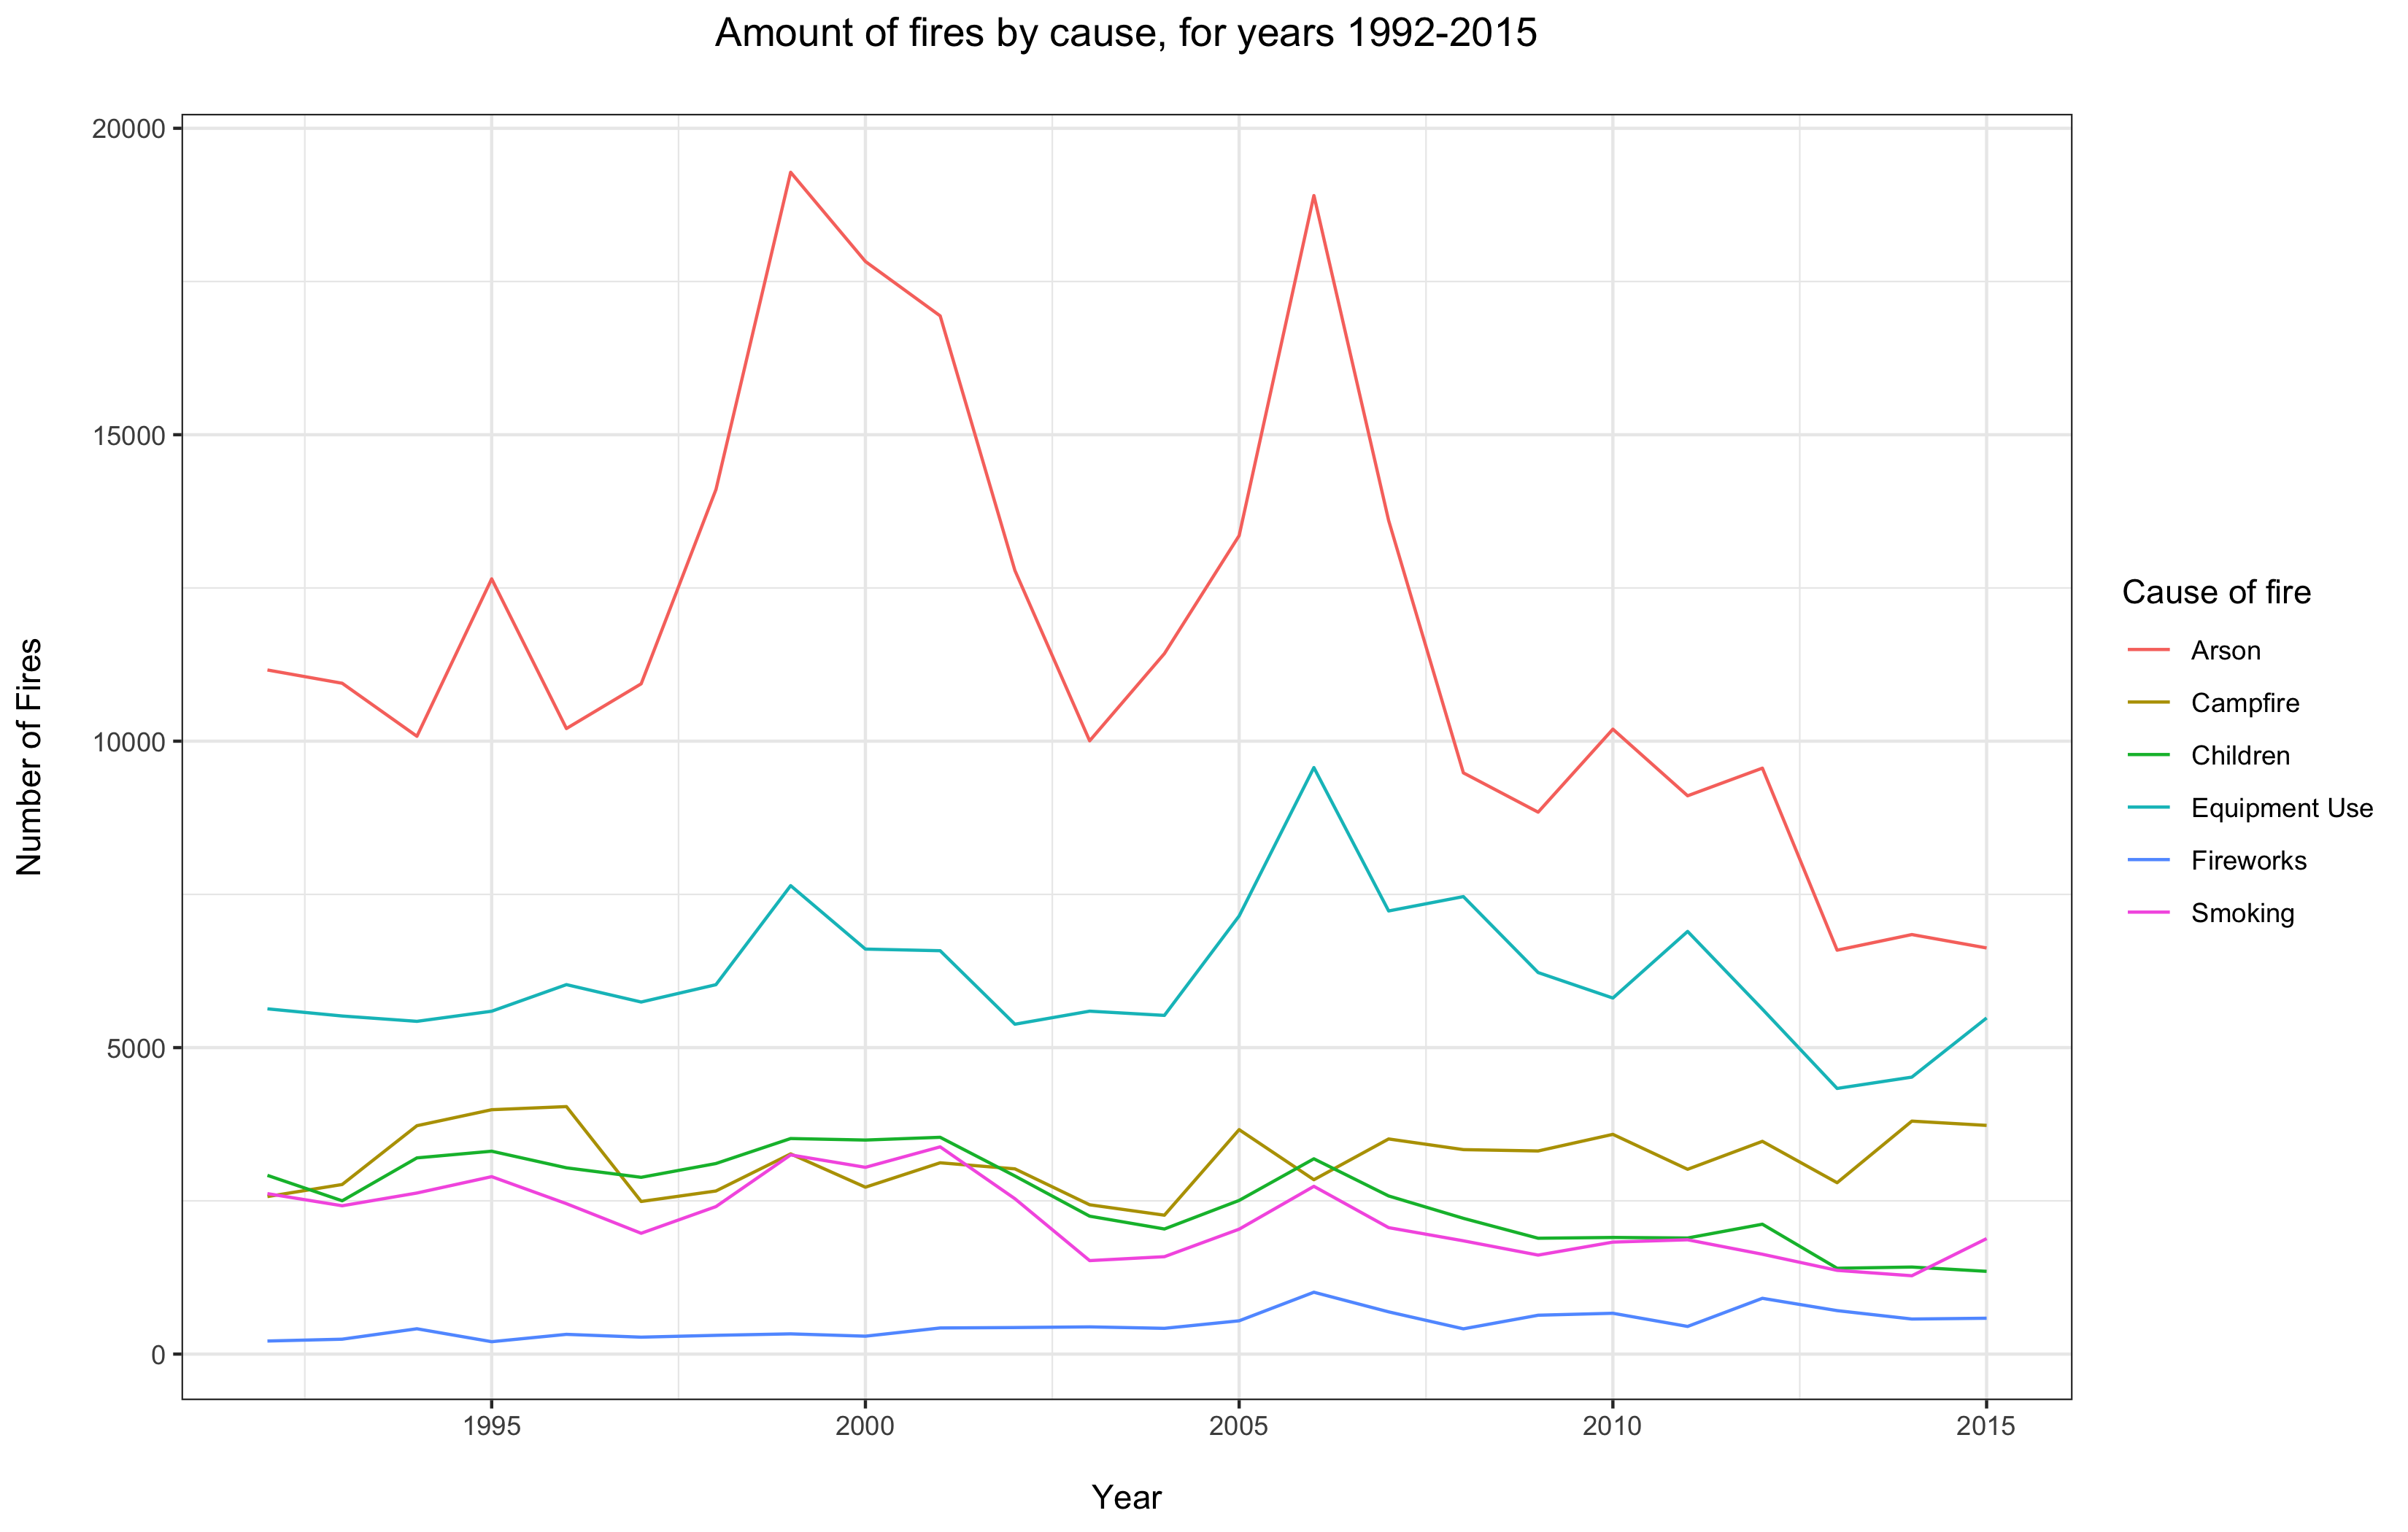 Amount of fires by cause, for years 1992-2015
Number of Fires
20000
15000
10000
5000
0
1995
2000
2005
2010
2015
Year
Cause of fire
Arson
Campfire
Children
Equipment Use
Fireworks
Smoking